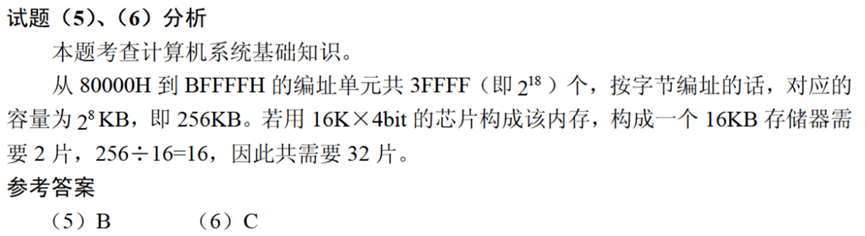 试题（5）、（6）分析
本题考查计算机系统基础知识。
从 80000H 到 BFFFFH 的编址单元共 3FFFF（即 2¹⁸）个，按字节编址的话，对应的
容量为 2⁸ KB，即 256KB。若用 16K×4bit 的芯片构成该内存，构成一个 16KB 存储器需
要 2 片，256÷16=16，因此共需要 32 片。
参考答案
（5）B （6）C